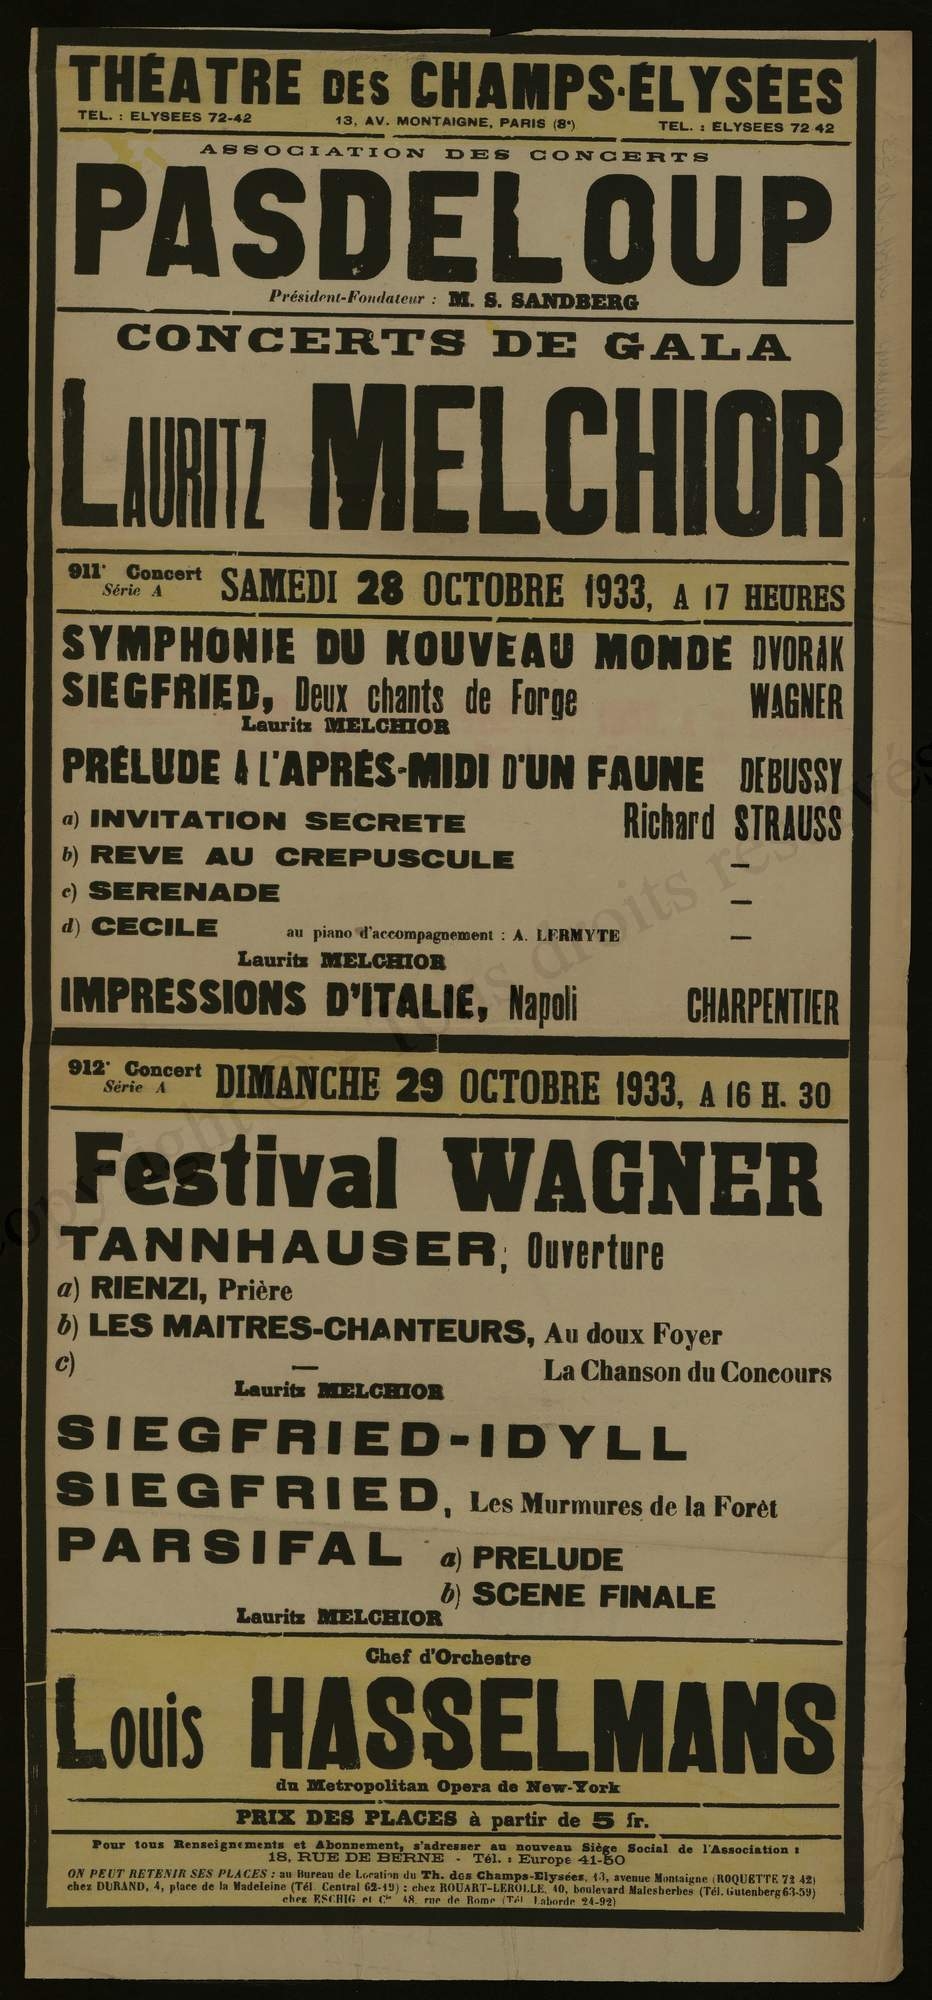 THÉATRE DES CHAMPS-ÉLYSÉES
TEL. : ELYSEES 72-42 13, AV. MONTAIGNE, PARIS (8e) TEL. : ELYSEES 72 42
ASSOCIATION DES CONCERTS
PASDELOUP
Président-Fondateur : M. S. SANDBERG
CONCERTS DE GALA
LAURITZ MELCHIOR
911e Concert
Série A
SAMEDI 28 OCTOBRE 1933, A 17 HEURES
SYMPHONIE DU NOUVEAU MONDE DVORAK
SIEGFRIED, Deux chants de Forge WAGNER
Lauritz MELCHIOR
PRÉLUDE A L'APRÉS-MIDI D'UN FAUNE DEBUSSY
a) INVITATION SECRETE Richard STRAUSS
b) REVE AU CREPUSCULE —
c) SERENADE —
d) CECILE au piano d'accompagnement : A. LERMYTE —
Lauritz MELCHIOR
IMPRESSIONS D'ITALIE, Napoli CHARPENTIER
912e Concert
Série A
DIMANCHE 29 OCTOBRE 1933, A 16 H. 30
Festival WAGNER
TANNHAUSER, Ouverture
a) RIENZI, Prière
b) LES MAITRES-CHANTEURS, Au doux Foyer
c) — La Chanson du Concours
Lauritz MELCHIOR
SIEGFRIED-IDYLL
SIEGFRIED, Les Murmures de la Forêt
PARSIFAL a) PRELUDE
b) SCENE FINALE
Lauritz MELCHIOR
Chef d'Orchestre
Louis HASSELMANS
du Metropolitan Opera de New-York
PRIX DES PLACES à partir de 5 fr.
Pour tous Renseignements et Abonnement, s'adresser au nouveau Siège Social de l'Association :
18, RUE DE BERNE - Tél. : Europe 41-50
ON PEUT RETENIR SES PLACES : au Bureau de Location du Th. des Champs-Elysées, 13, avenue Montaigne (ROQUETTE 72 42)
chez DURAND, 4, place de la Madeleine (Tél. Central 62-19) ; chez ROUART-LEROLLE, 40, boulevard Malesherbes (Tél. Gutenberg 63-59)
chez ESCHIG et Cie 48, rue de Rome (Tél. Laborde 24-92)
Copyright © - Tous droits reservés